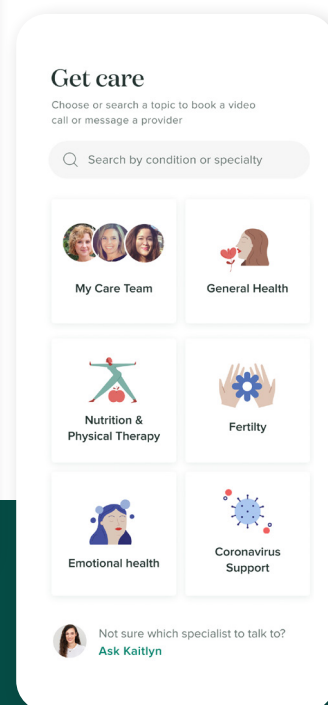 Get care
Choose or search a topic to book a video
call or message a provider
Search by condition or specialty
My Care Team
General Health
Nutrition &
Physical Therapy
Fertilty
Emotional health
Coronavirus
Support
Not sure which specialist to talk to?
Ask Kaitlyn